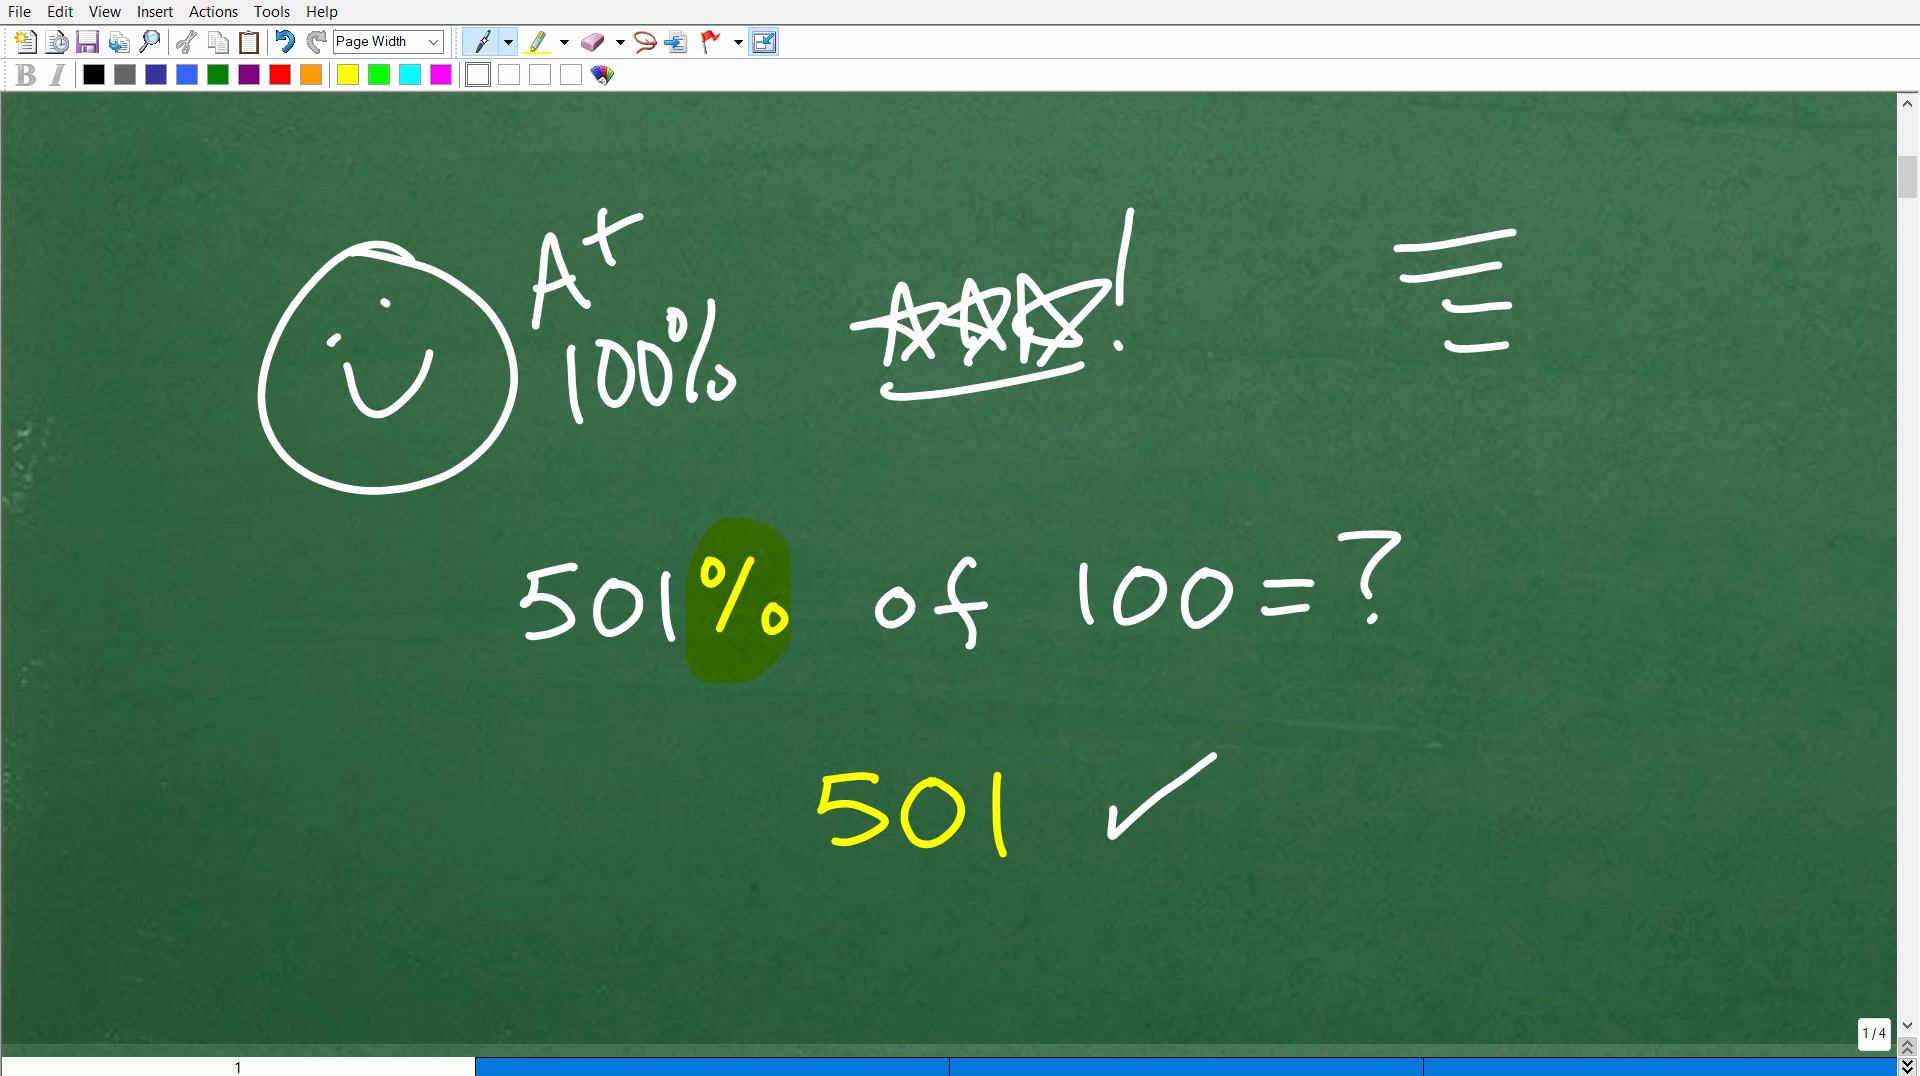 File Edit View Insert Actions Tools Help
Page Width
B I
A+
100%
!
501% of 100 = ?
501
1 / 4
1